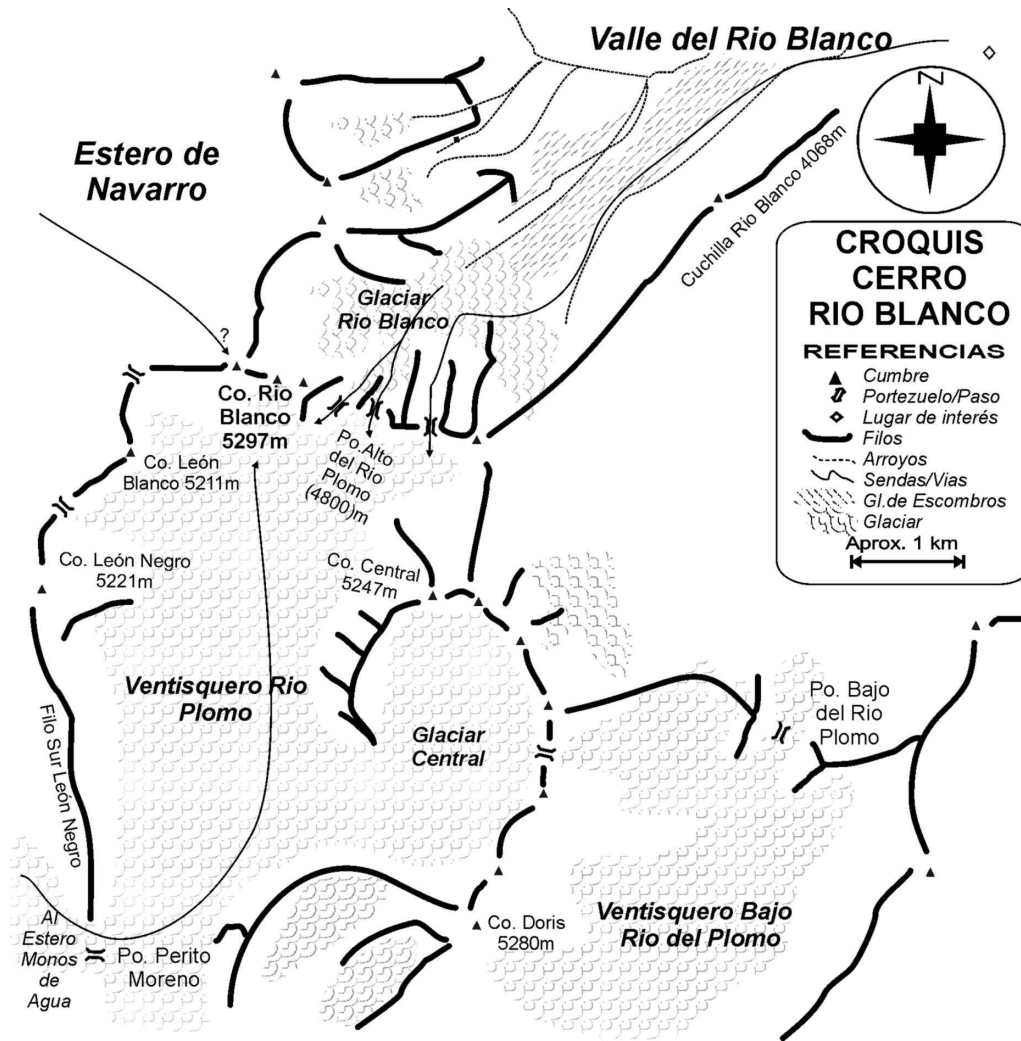 Valle del Rio Blanco
Estero de
Navarro
Z
Cuchilla Rio Blanco 4068m
CROQUIS
CERRO
RIO BLANCO
REFERENCIAS
Cumbre
Portezuelo/Paso
Lugar de interés
Filos
Arroyos
Sendas/Vias
Gl.de Escombros
Glaciar
Aprox. 1 km
Glaciar
Rio Blanco
?
Co. Rio
Blanco
5297m
Po.Alto
del Rio
Plomo
(4800)m
Co. León
Blanco 5211m
Co. León Negro
5221m
Co. Central
5247m
Ventisquero Rio
Plomo
Glaciar
Central
Po. Bajo
del Rio
Plomo
Filo Sur León Negro
Al
Estero
Monos
de
Agua
Po. Perito
Moreno
Co. Doris
5280m
Ventisquero Bajo
Rio del Plomo